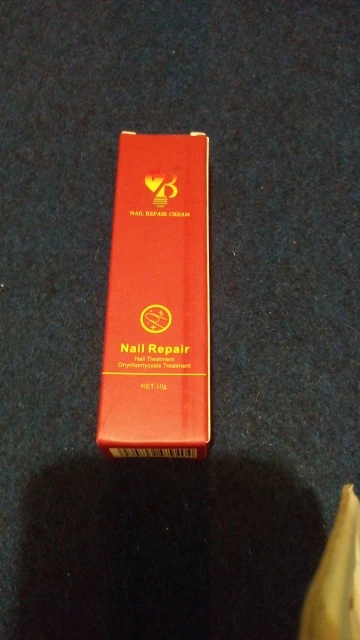 B
NAIL REPAIR CREAM
Nail Repair
Nail Treatment
Onychomycosis Treatment
NET:10g